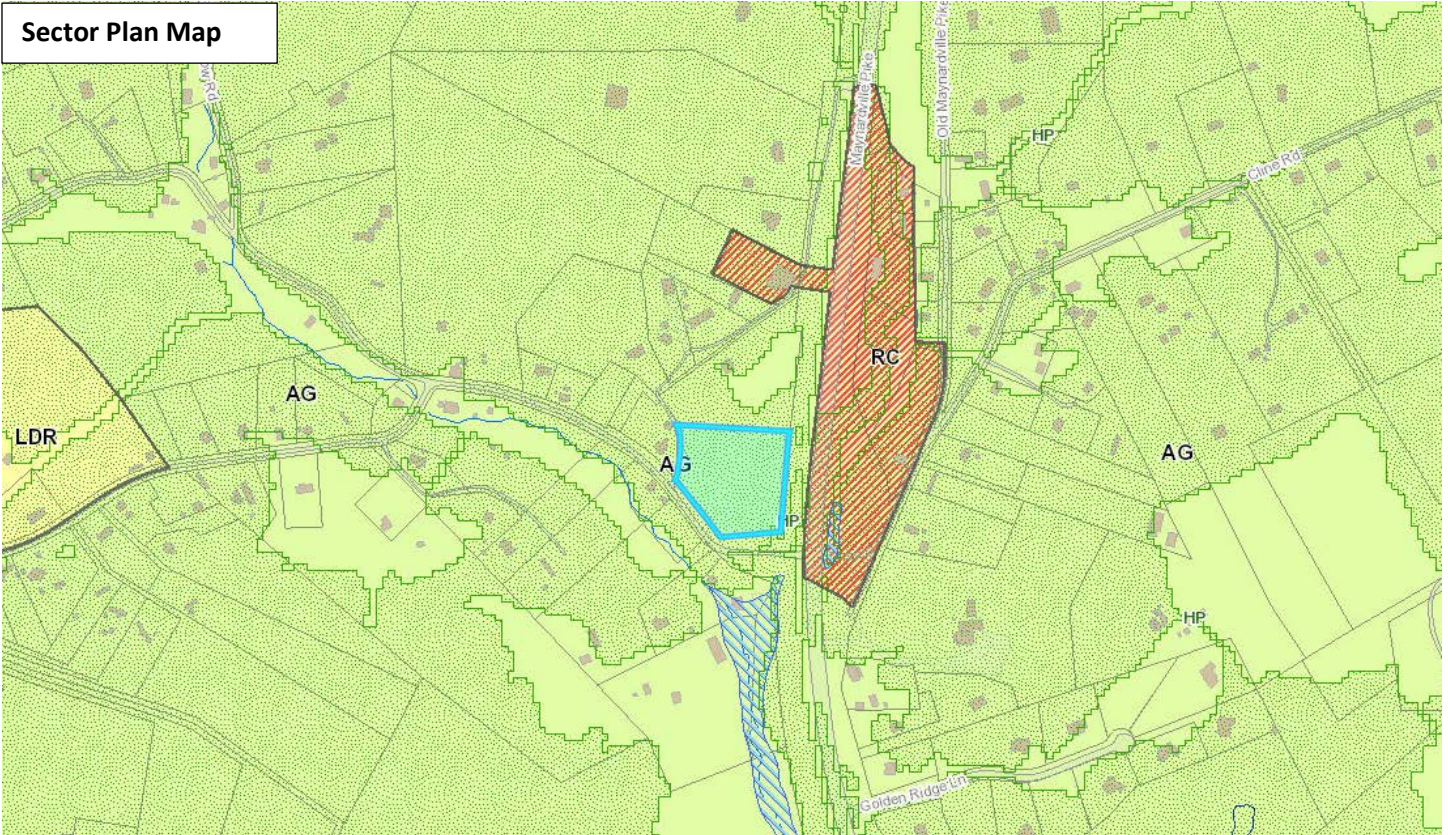 Sector Plan Map
Rd
Maynardville Pike
Old Maynardville Pike
HP
Cline Rd
RC
AG
LDR
AG
AG
HP
HP
Golden Ridge Ln